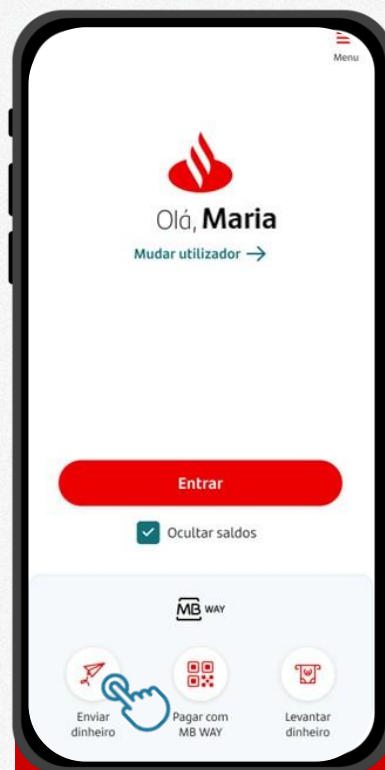 Menu
Olá, Maria
Mudar utilizador →
Entrar
Ocultar saldos
MB WAY
Enviar
dinheiro
Pagar com
MB WAY
Levantar
dinheiro